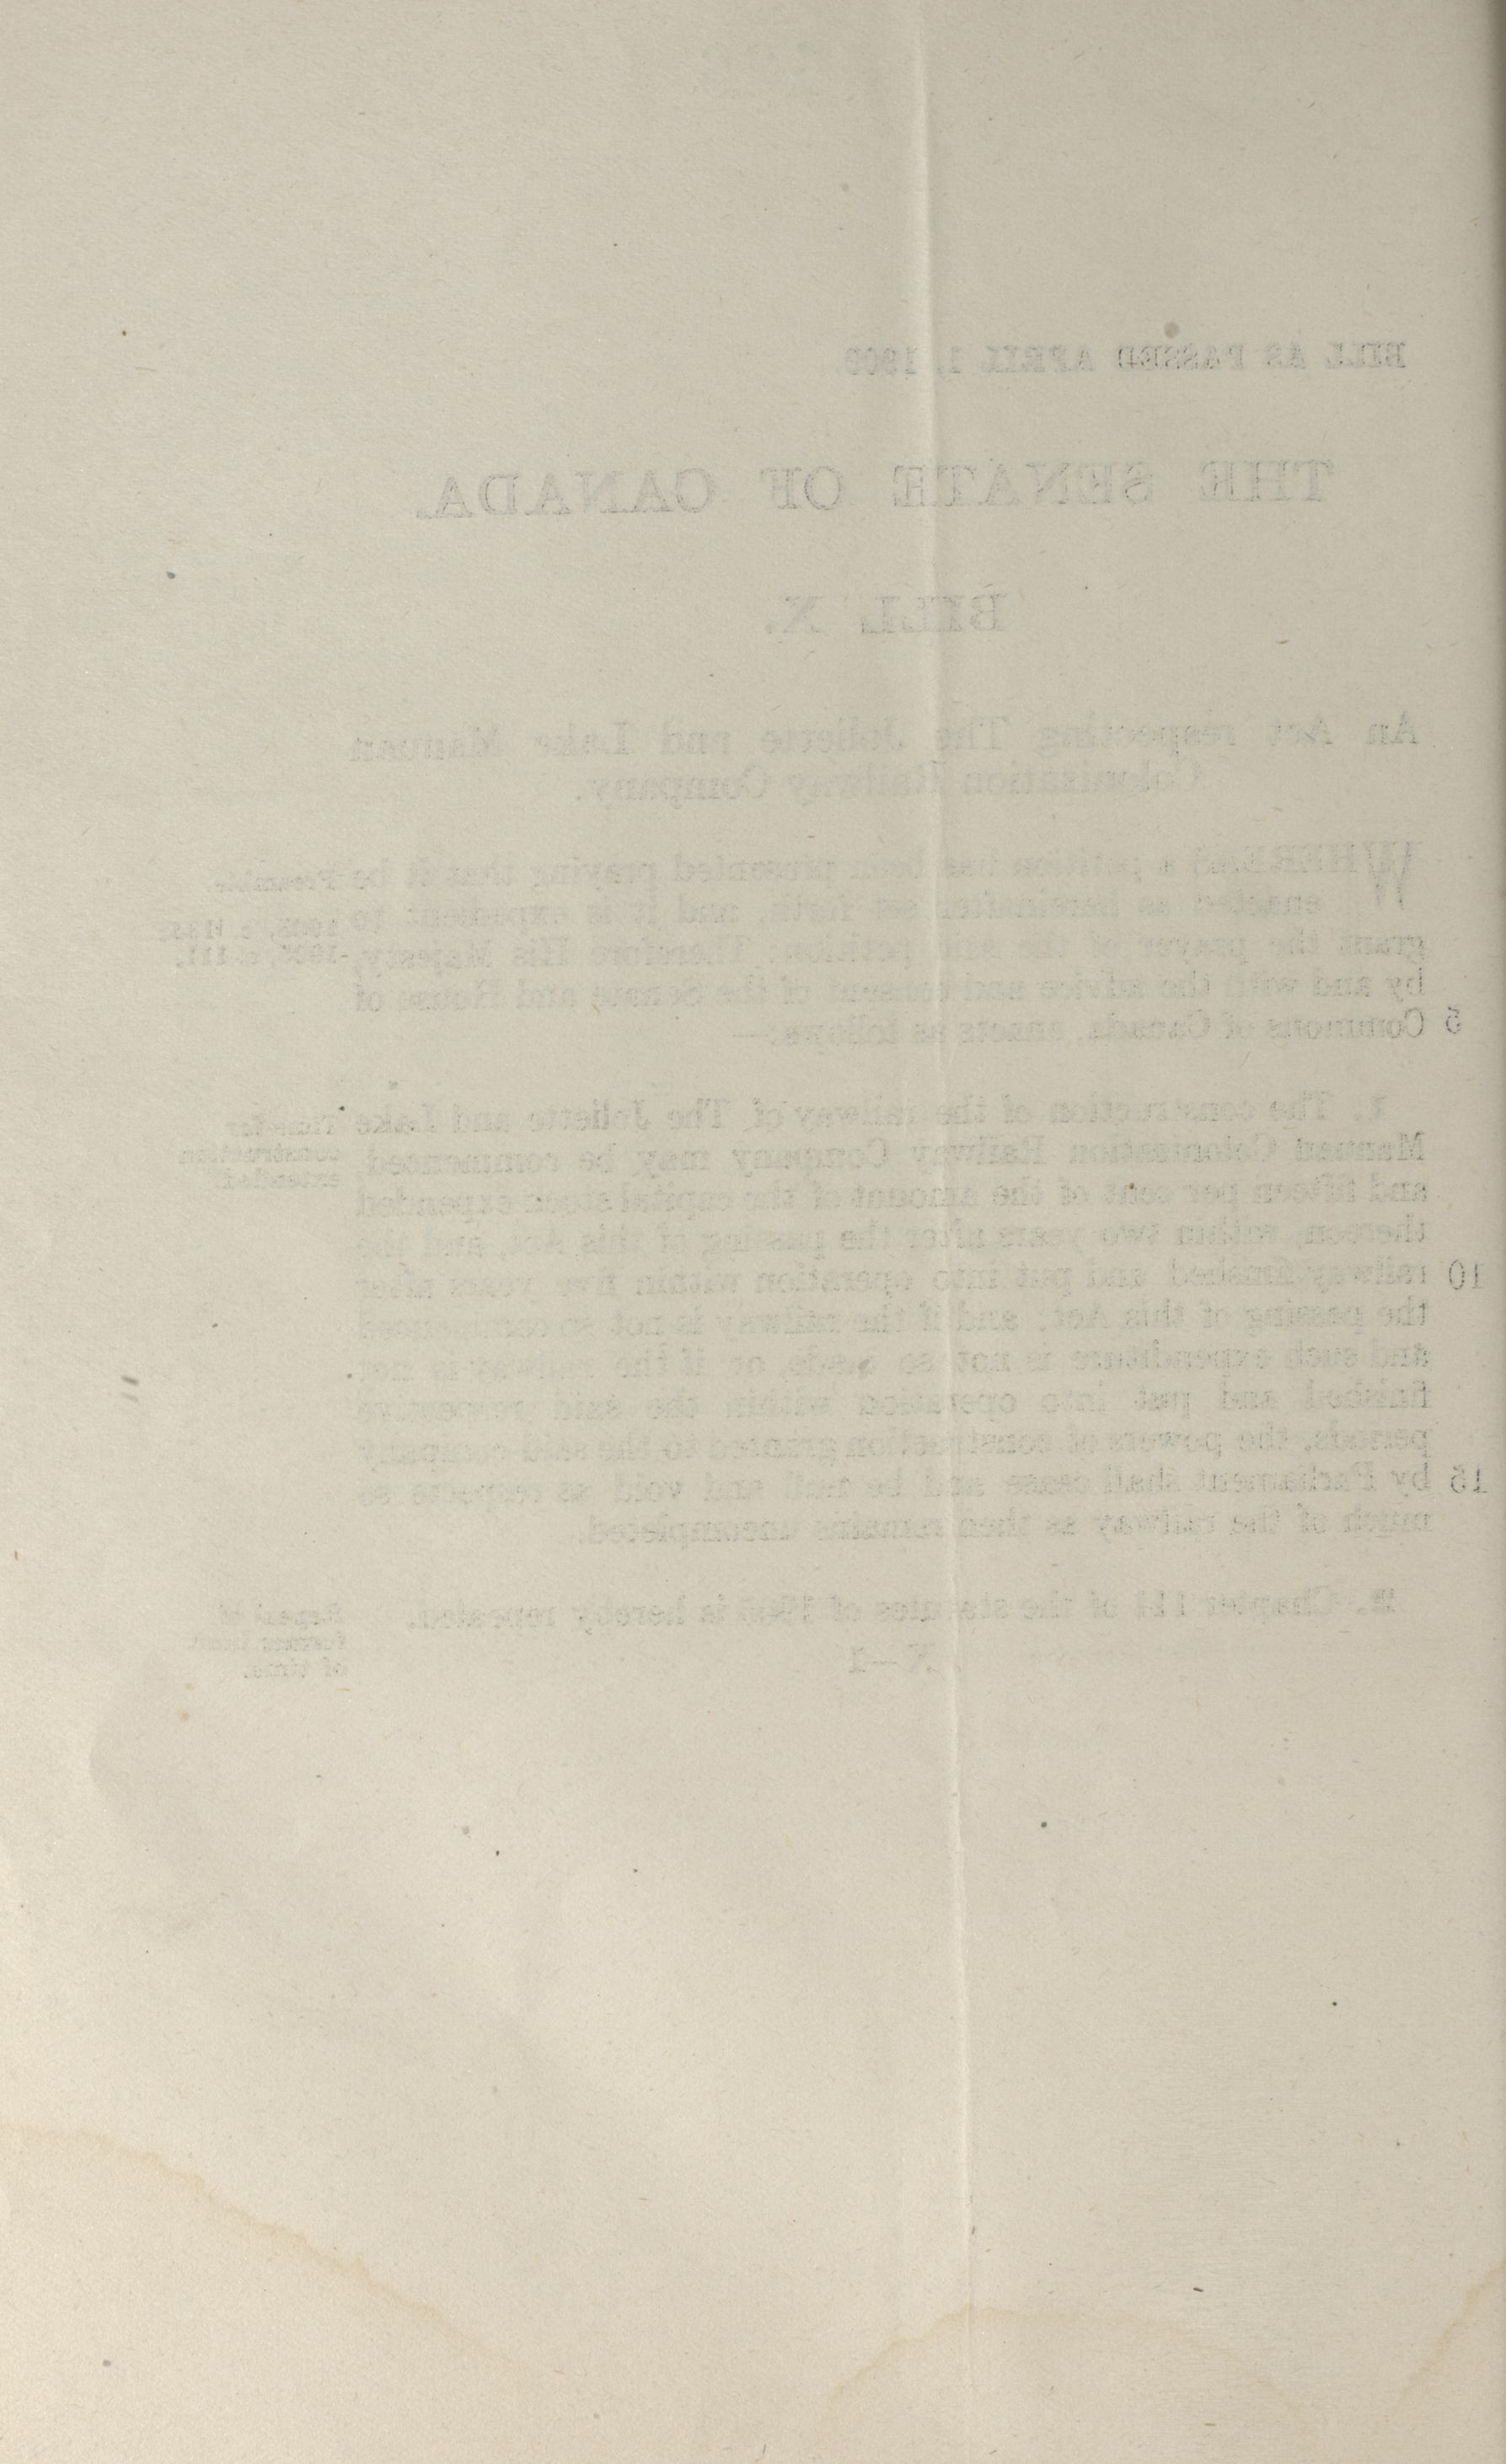 BILL AS PASSED APRIL 1, 190
THE SENATE OF CANADA.
BILL X.
An Act respecting The Joliette and Lake Manuan
Colonization Railway Company.
WHEREAS a petition has been presented praying that it be Preamble.
enacted as hereinafter set forth, and it is expedient to 1903, c.
grant the prayer of the said petition: Therefore His Majesty, c. 111.
by and with the advice and consent of the Senate and House of
5 Commons of Canada, enacts as follows:—
1. The construction of the railway of The Joliette and Lake Time for
Manuan Colonization Railway Company may be commenced, construction
and fifteen per cent of the amount of the capital stock expended extended.
thereon, within two years after the passing of this Act, and the
10 railway finished and put into operation within five years after
the passing of this Act; and if the railway is not so commenced
and such expenditure is not so made, or if the railway is not
finished and put into operation within the said respective
periods, the powers of construction granted to the said company
15 by Parliament shall cease and be null and void as respects so
much of the railway as then remains uncompleted.
2. Chapter 111 of the statutes of is hereby repealed. Repeal of
former
of time.
X—1